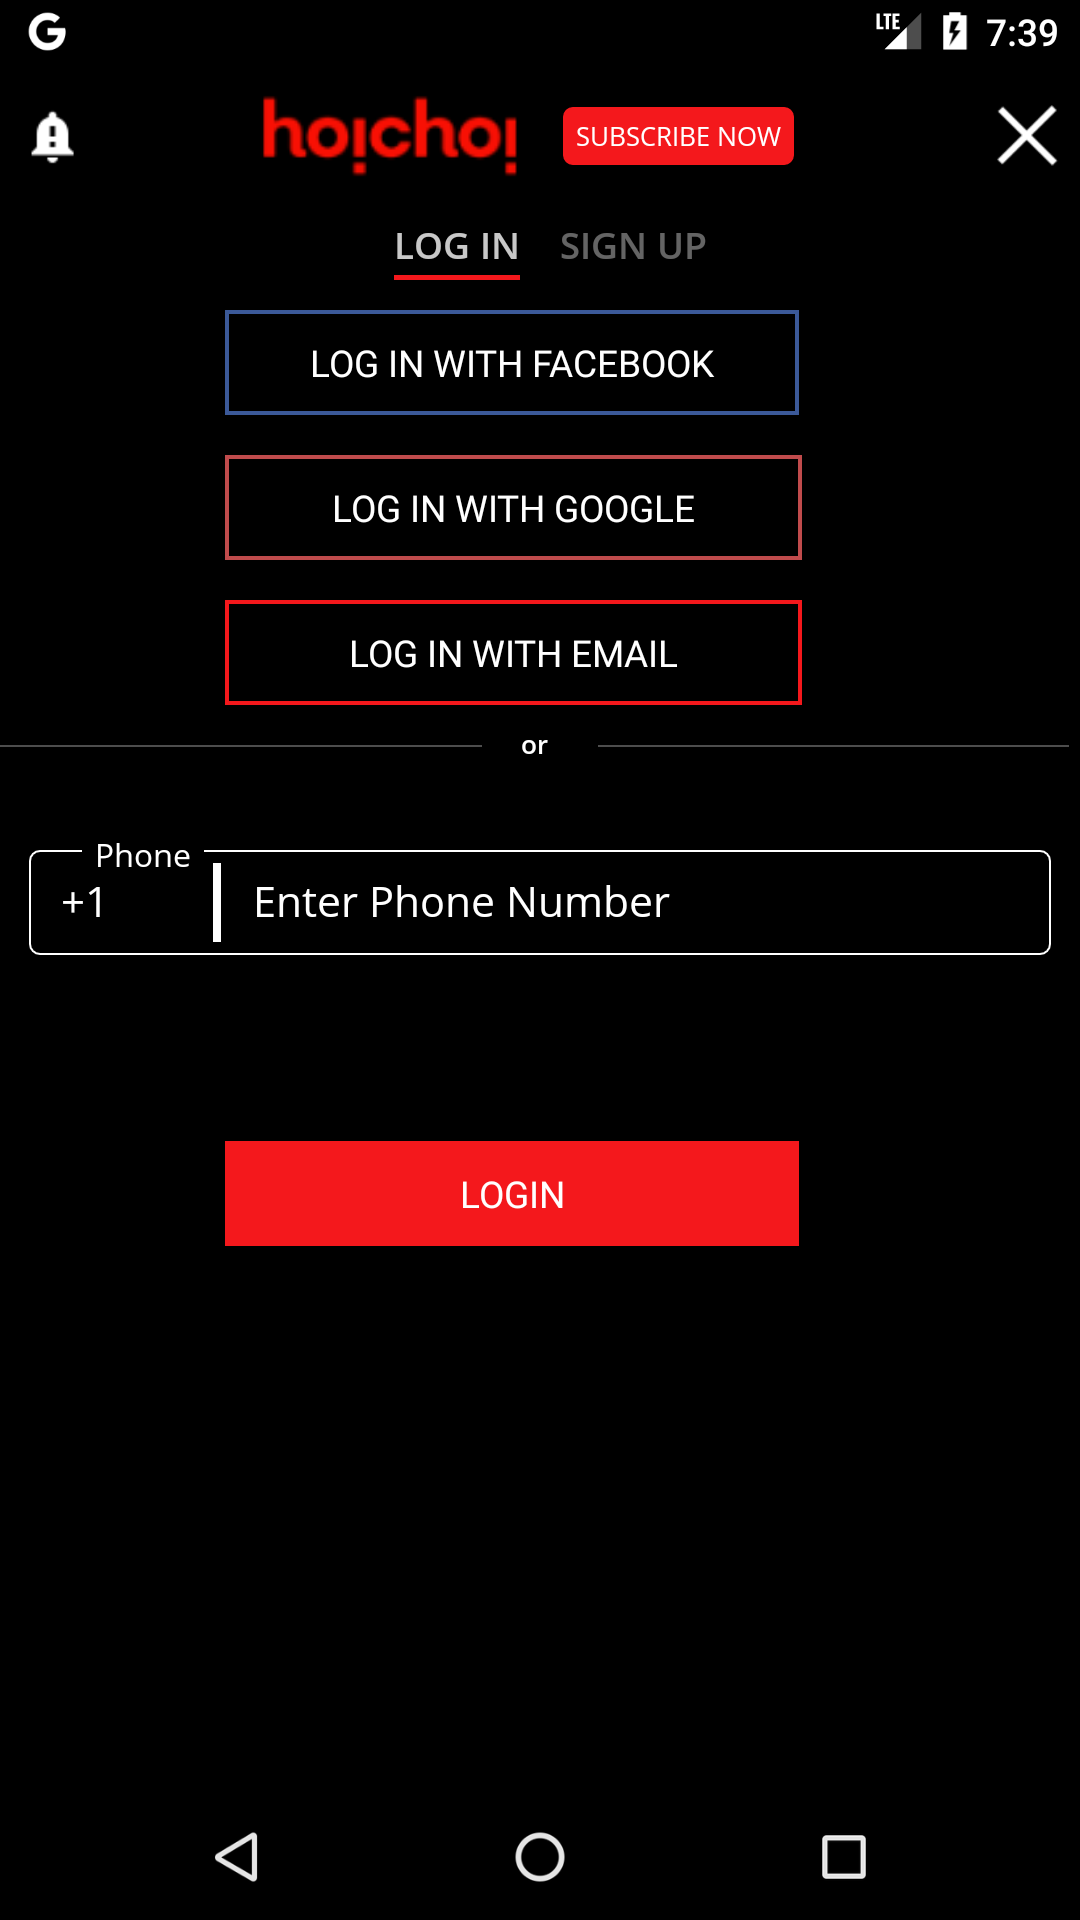 LTE 7:39
hoichoi SUBSCRIBE NOW
LOG IN SIGN UP
LOG IN WITH FACEBOOK
LOG IN WITH GOOGLE
LOG IN WITH EMAIL
or
Phone
+1 Enter Phone Number
LOGIN